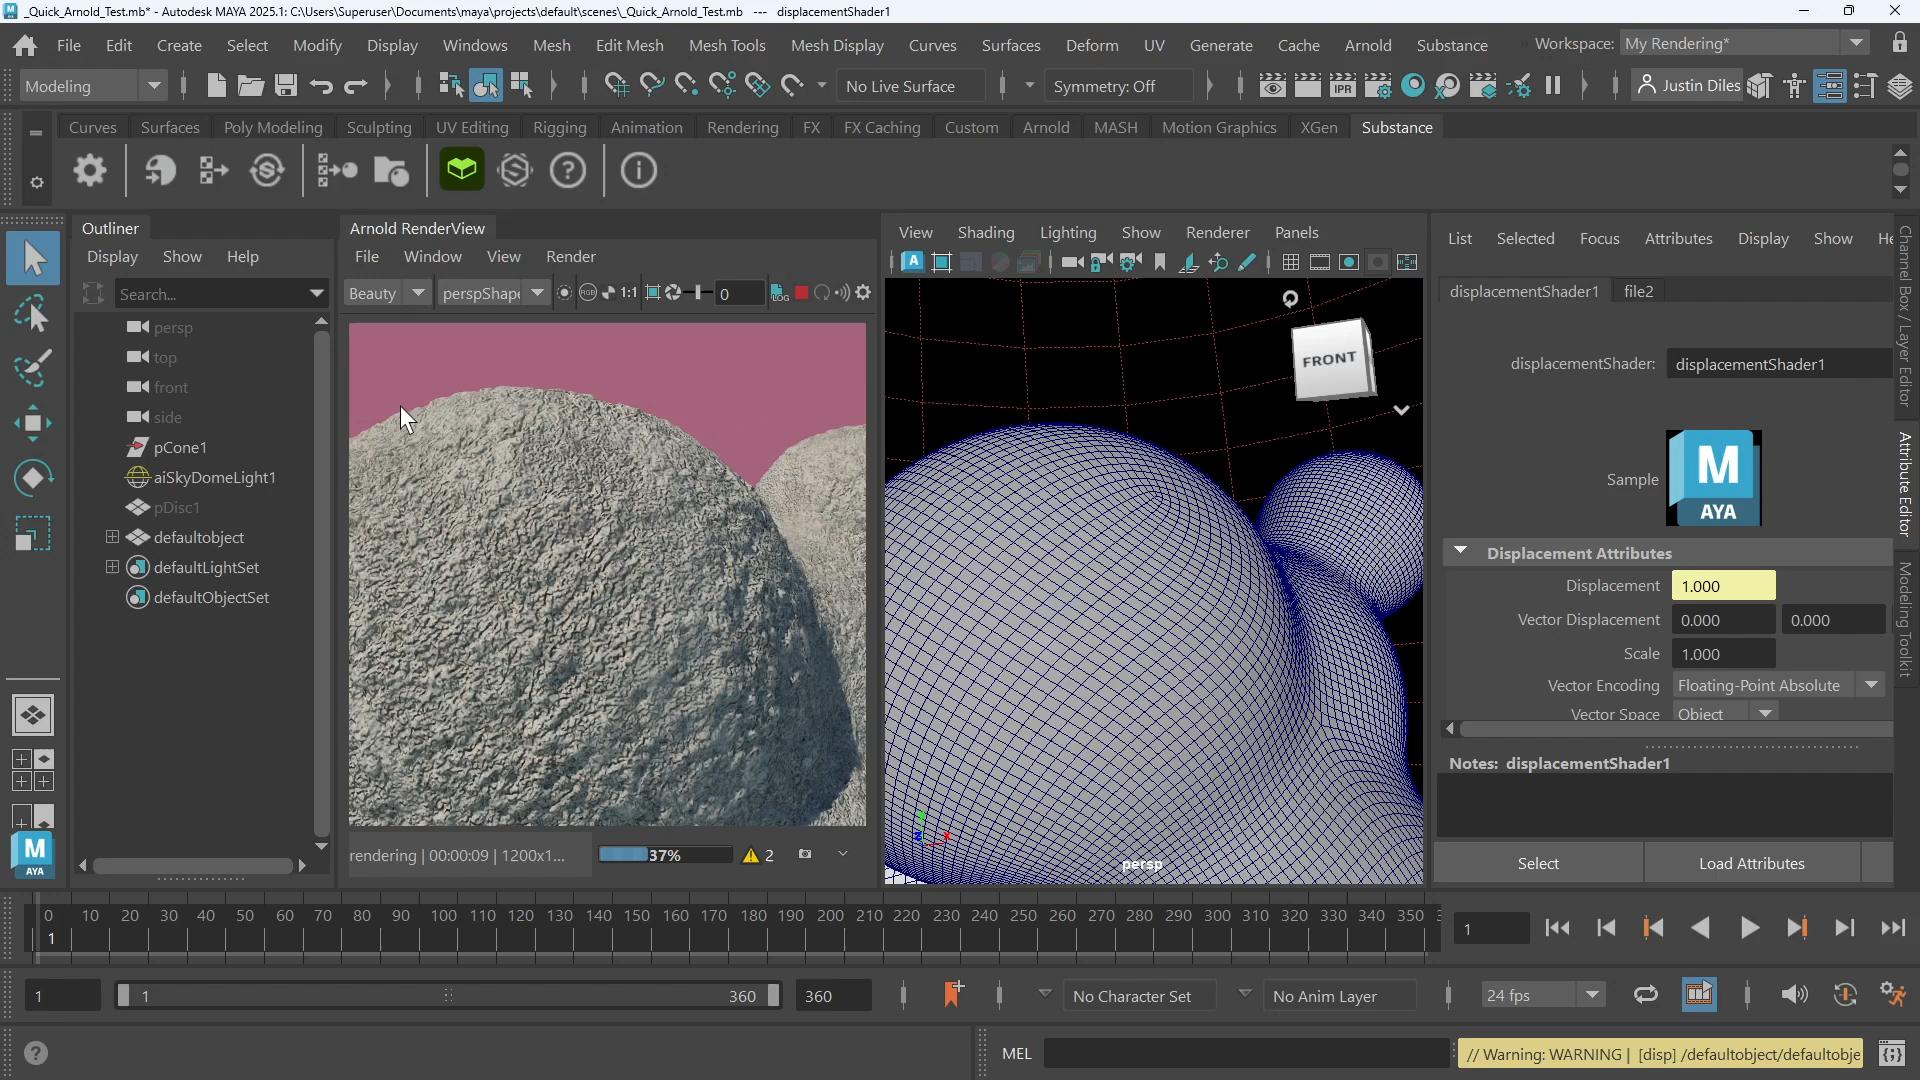 _Quick_Arnold_Test.mb* - Autodesk MAYA 2025.1: C:\Users\Superuser\Documents\maya\projects\default\scenes\_Quick_Arnold_Test.mb --- displacementShader1
File Edit Create Select Modify Display Windows Mesh Edit Mesh Mesh Tools Mesh Display Curves Surfaces Deform UV Generate Cache Arnold Substance Workspace: My Rendering*
Modeling No Live Surface Symmetry: Off IPR Justin Diles
Curves Surfaces Poly Modeling Sculpting UV Editing Rigging Animation Rendering FX FX Caching Custom Arnold MASH Motion Graphics XGen Substance
Outliner
Display Show Help
Search...
persp
top
front
side
pCone1
aiSkyDomeLight1
pDisc1
defaultobject
defaultLightSet
defaultObjectSet
M
AYA
Arnold RenderView
File Window View Render
Beauty perspShape RGB 1:1 0 LOG
rendering | 00:00:09 | 1200x1... 37% 2
View Shading Lighting Show Renderer Panels
A
FRONT
Y
Z X
persp
List Selected Focus Attributes Display Show He
displacementShader1 file2
displacementShader: displacementShader1
Sample
M
AYA
Displacement Attributes
Displacement 1.000
Vector Displacement 0.000 0.000
Scale 1.000
Vector Encoding Floating-Point Absolute
Vector Space Object
Notes: displacementShader1
Select Load Attributes
Channel Box / Layer Editor
Attribute Editor
Modeling Toolkit
0 10 20 30 40 50 60 70 80 90 100 110 120 130 140 150 160 170 180 190 200 210 220 230 240 250 260 270 280 290 300 310 320 330 340 350
1 1
1 1 360 360 No Character Set No Anim Layer 24 fps
MEL // Warning: WARNING | [disp] /defaultobject/defaultobje